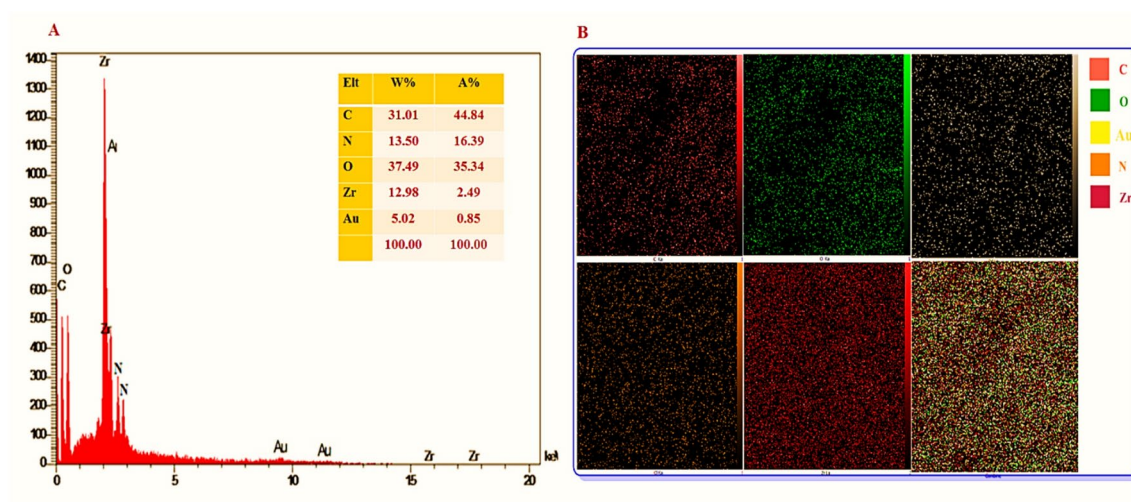 A
1400
1300
1200
1100
1000
900
800
700
600
500
400
300
200
100
0
Zr
Au
O
C
Zr
N
N
Au
Au
Zr
Zr
0
5
10
15
20
keV
Elt W% A%
C 31.01 44.84
N 13.50 16.39
O 37.49 35.34
Zr 12.98 2.49
Au 5.02 0.85
100.00 100.00
B
C
O
Au
N
Zr